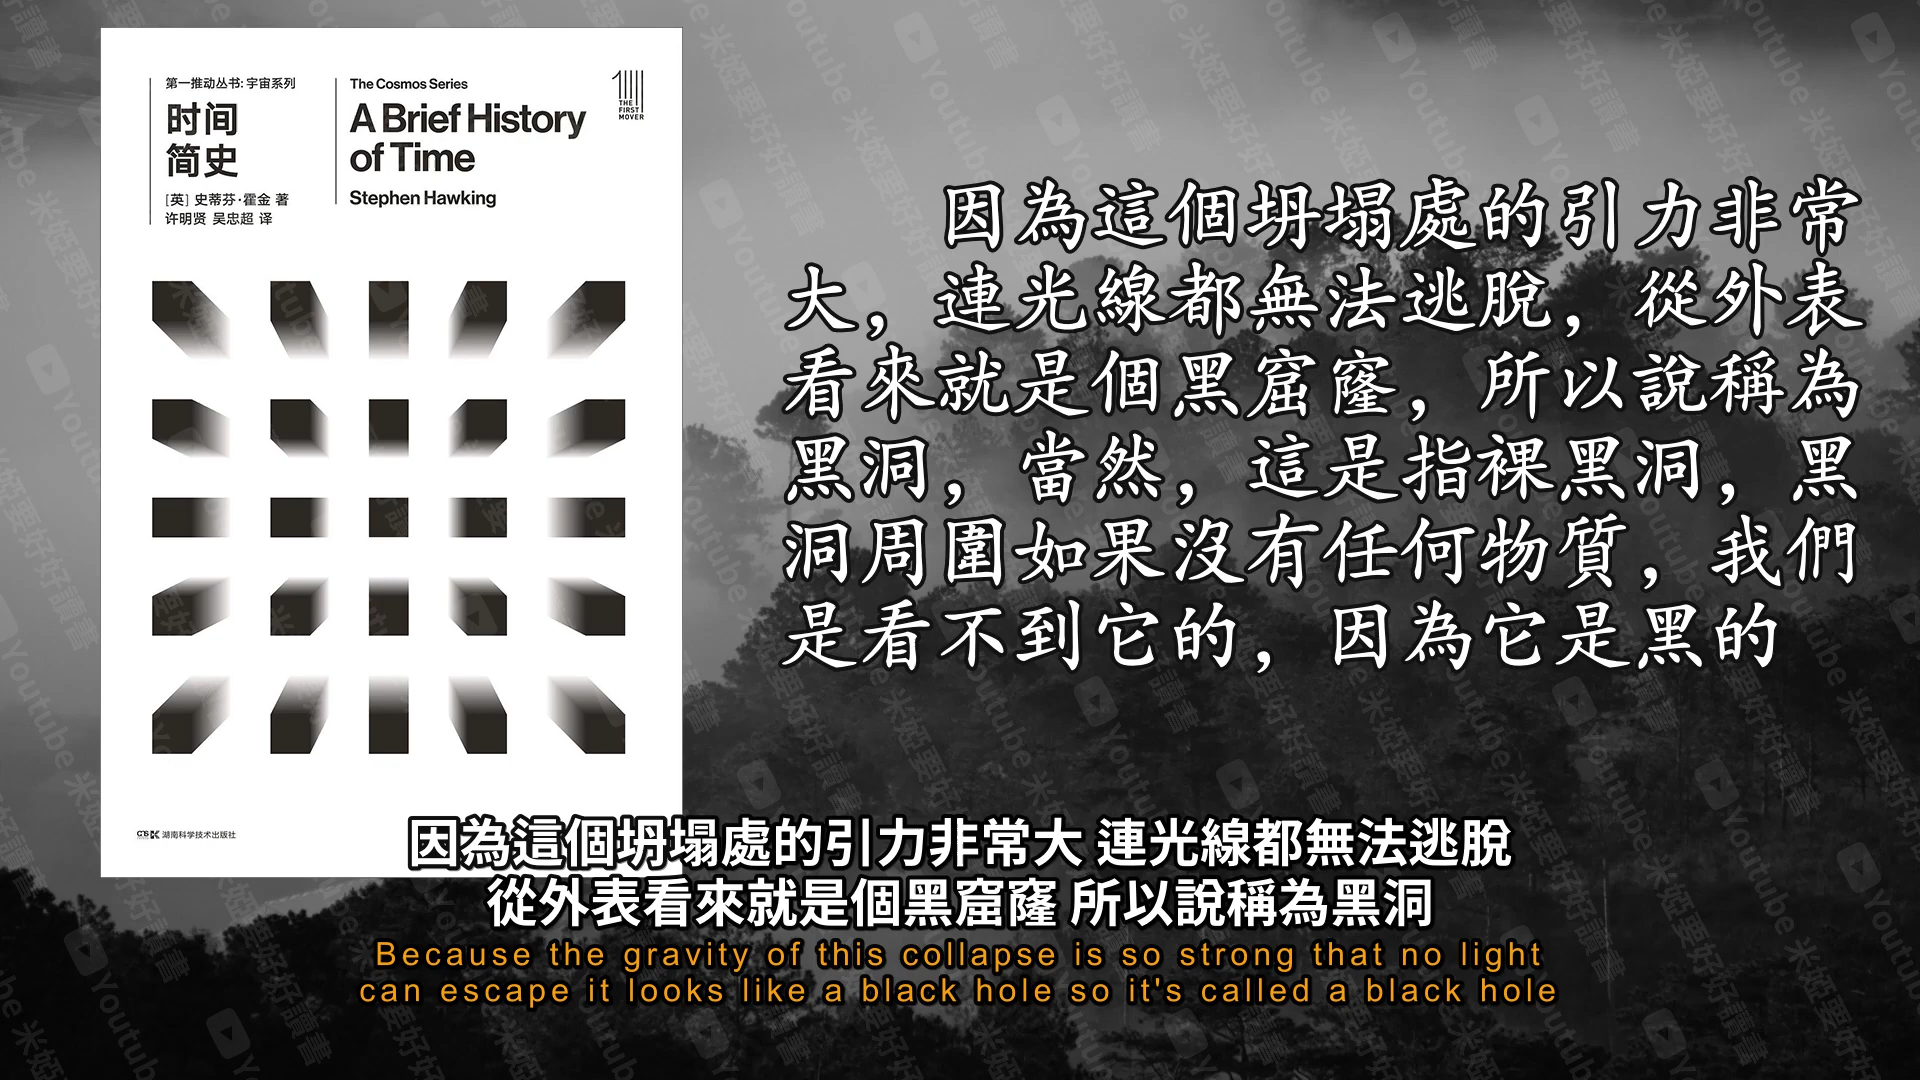 第一推动丛书: 宇宙系列
时间
简史
[英] 史蒂芬·霍金 著
许明贤 吴忠超 译
The Cosmos Series
A Brief History
of Time
Stephen Hawking
THE
FIRST
MOVER
湖南科学技术出版社
因為這個坍塌處的引力非常
大，連光線都無法逃脫，從外表
看來就是個黑窟窿，所以說稱為
黑洞，當然，這是指裸黑洞，黑
洞周圍如果沒有任何物質，我們
是看不到它的，因為它是黑的
因為這個坍塌處的引力非常大 連光線都無法逃脫
從外表看來就是個黑窟窿 所以說稱為黑洞
Because the gravity of this collapse is so strong that no light
can escape it looks like a black hole so it's called a black hole
Youtube 米婭要好好讀書